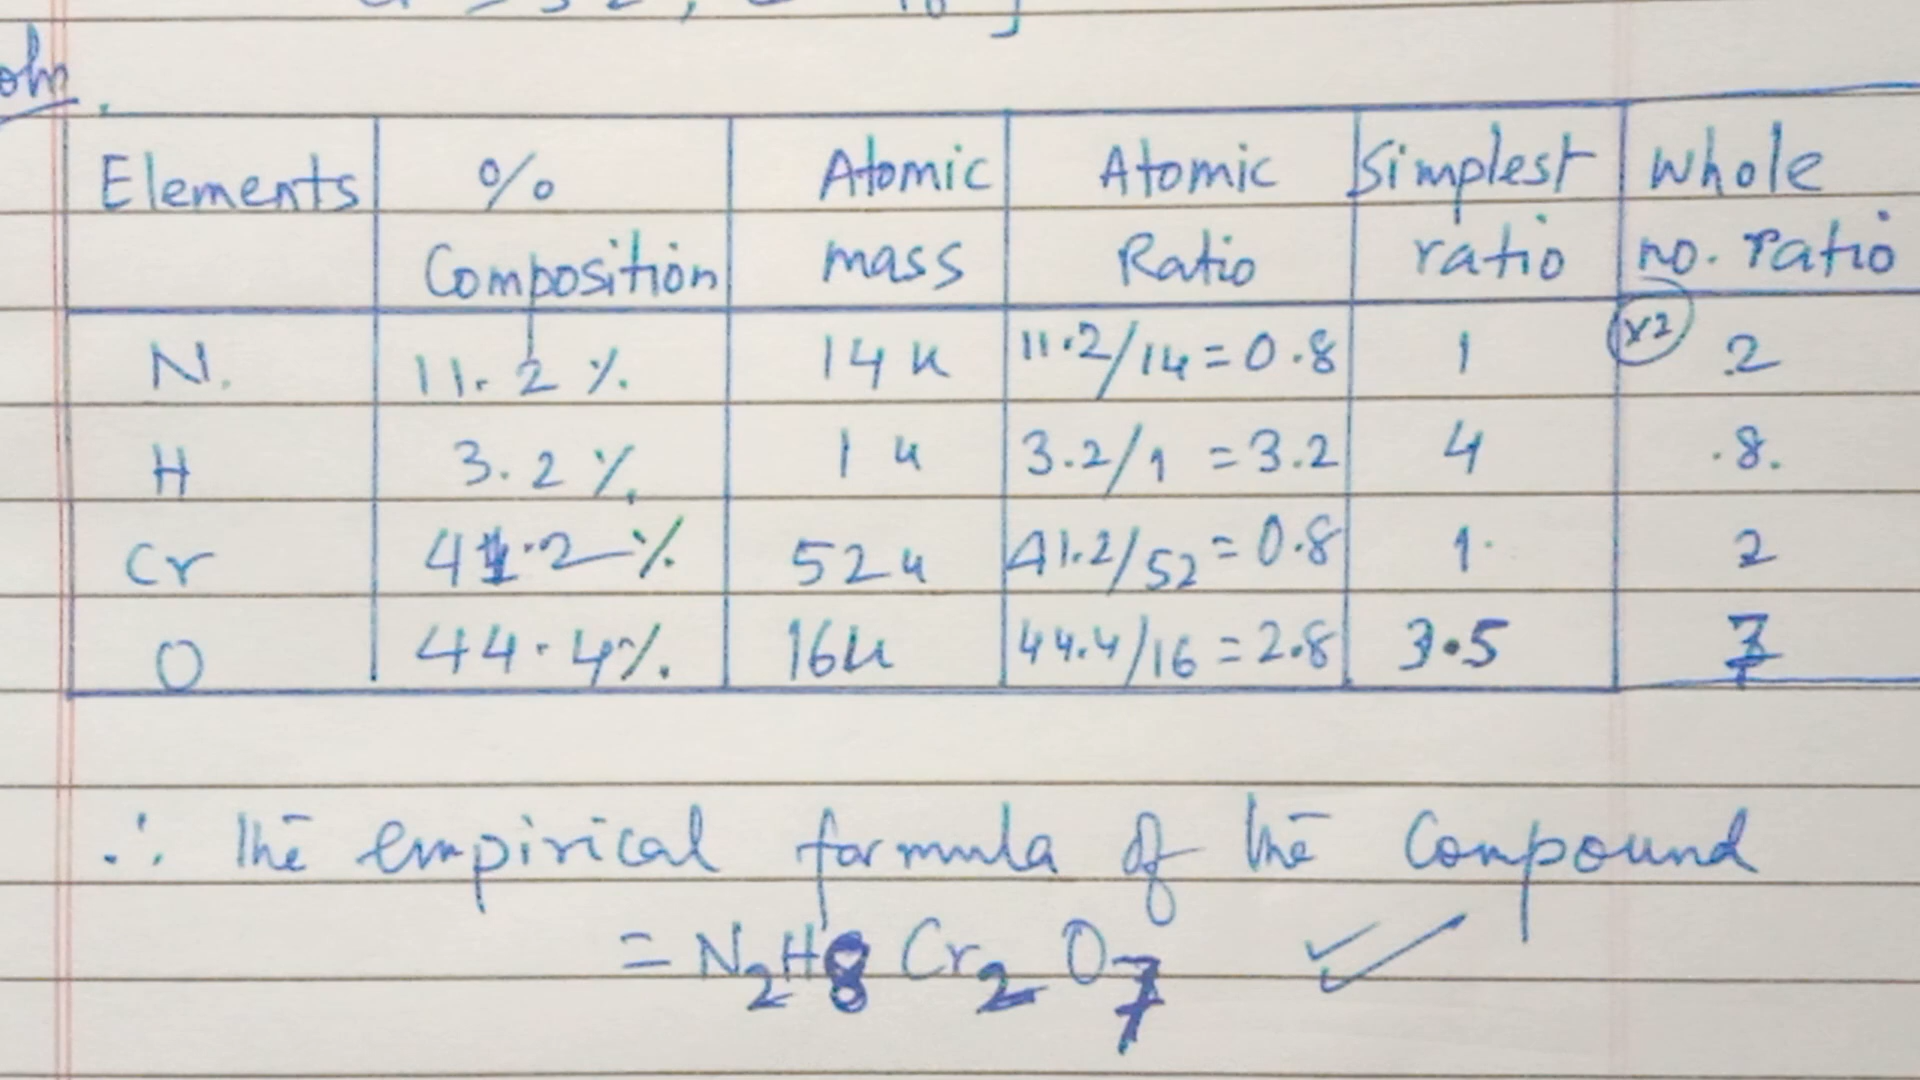 Soln
Elements % Composition Atomic mass Atomic Ratio Simplest ratio Whole no. ratio
N. 11.2 % 14 u 11.2/14 = 0.8 1 x2 2
H 3.2 % 1 u 3.2/1 = 3.2 4 8.
Cr 41.2 % 52 u 41.2/52 = 0.8 1. 2
O 44.4 % 16u 44.4/16 = 2.8 3.5 7
∴ The empirical formula of the Compound
= N₂H₈ Cr₂ O₇